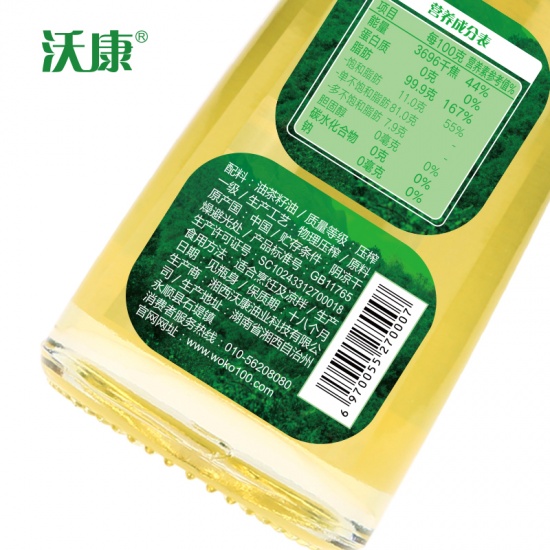 沃康®
营养成分表
项目 每100克 营养素参考值%
能量 3696千焦 44%
蛋白质 0克 0%
脂肪 99.9克 167%
-饱和脂肪 11.0克 55%
-单不饱和脂肪 81.0克
-多不饱和脂肪 7.9克
胆固醇 0毫克 0%
碳水化合物 0克 0%
钠 0毫克 0%
配料：油茶籽油/质量等级：压榨
一级/生产工艺：物理压榨/原料
原产国：中国/贮存条件：阴凉干
燥避光处/产品标准号：GB11765
生产许可证号：SC10243312700018
食用方法：适合烹饪及凉拌/生产
日期：见瓶身/保质期：十八个月
生产商：湘西沃康油业科技有限公
司/生产地址：湖南省湘西自治州
永顺县石堤镇
消费者服务热线：010-56208080
官网网址：www.woko100.com
6 970055 270007